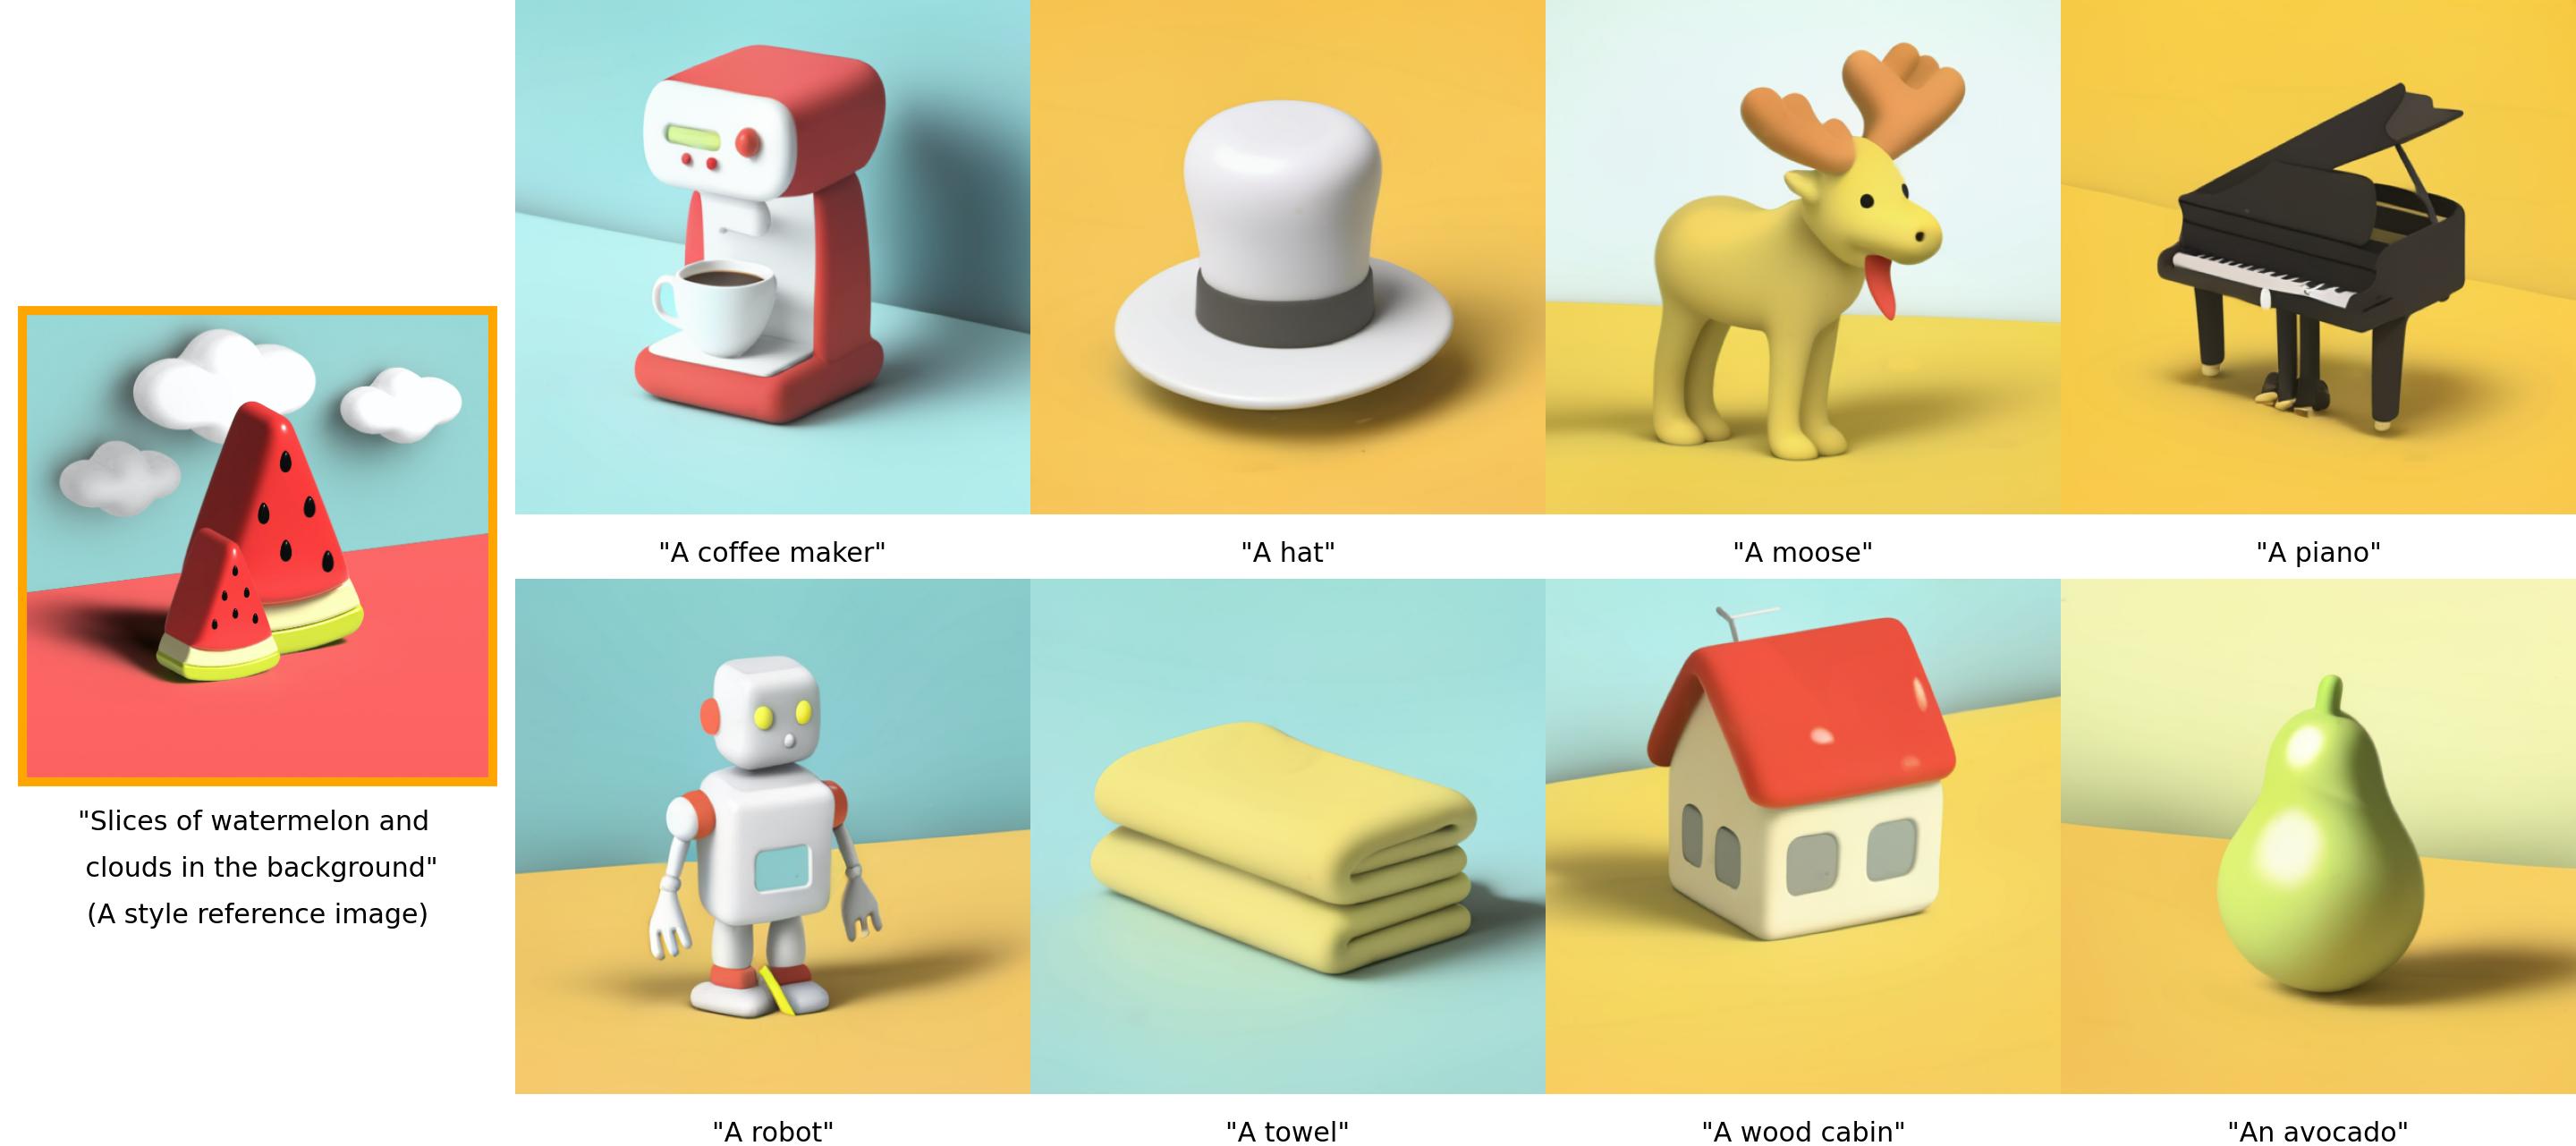 "Slices of watermelon and
clouds in the background"
(A style reference image)
"A coffee maker"
"A hat"
"A moose"
"A piano"
"A robot"
"A towel"
"A wood cabin"
"An avocado"